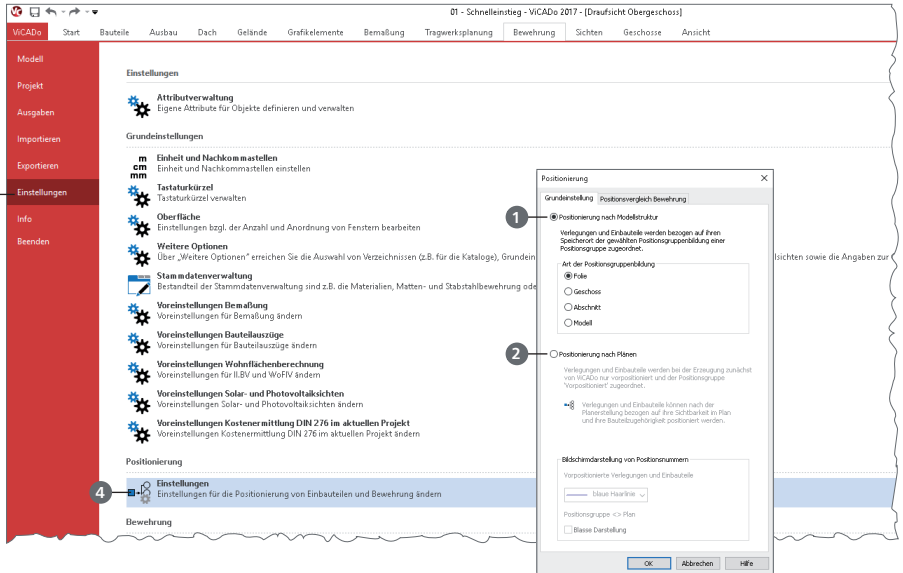 01 - Schnelleinstieg - ViCADo 2017 - [Draufsicht Obergeschoss]
ViCADo Start Bauteile Ausbau Dach Gelände Grafikelemente Bemaßung Tragwerksplanung Bewehrung Sichten Geschosse Ansicht
Modell
Projekt
Ausgaben
Importieren
Exportieren
Einstellungen
Info
Beenden
Einstellungen
Attributverwaltung
Eigene Attribute für Objekte definieren und verwalten
Grundeinstellungen
m
cm
mm
Einheit und Nachkommastellen
Einheit und Nachkommastellen einstellen
Tastaturkürzel
Tastaturkürzel verwalten
Oberfläche
Einstellungen bzgl. der Anzahl und Anordnung von Fenstern bearbeiten
Weitere Optionen
Über „Weitere Optionen" erreichen Sie die Auswahl von Verzeichnissen (z.B. für die Kataloge), Grundein
lsichten sowie die Angaben zur
Stammdatenverwaltung
Bestandteil der Stammdatenverwaltung sind z.B. die Materialien, Matten- und Stabstahlbewehrung ode
Voreinstellungen Bemaßung
Voreinstellungen für Bemaßung ändern
Voreinstellungen Bauteilauszüge
Voreinstellungen für Bauteilauszüge ändern
Voreinstellungen Wohnflächenberechnung
Voreinstellungen für II.BV und WoFlV ändern
Voreinstellungen Solar- und Photovoltaiksichten
Voreinstellungen Solar- und Photovoltaiksichten ändern
Voreinstellungen Kostenermittlung DIN 276 im aktuellen Projekt
Voreinstellungen Kostenermittlung DIN 276 im aktuellen Projekt ändern
Positionierung
4
Einstellungen
Einstellungen für die Positionierung von Einbauteilen und Bewehrung ändern
Bewehrung
Positionierung
Grundeinstellung Positionsvergleich Bewehrung
1
Positionierung nach Modellstruktur
Verlegungen und Einbauteile werden bezogen auf ihren
Speicherort der gewählten Positionsgruppenbildung einer
Positionsgruppe zugeordnet.
Art der Positionsgruppenbildung
Folie
Geschoss
Abschnitt
Modell
2
Positionierung nach Plänen
Verlegungen und Einbauteile werden bei der Erzeugung zunächst
von ViCADo nur vorpositioniert und der Positionsgruppe
'Vorpositioniert' zugeordnet.
Verlegungen und Einbauteile können nach der
Planerstellung bezogen auf ihre Sichtbarkeit im Plan
und ihre Bauteilzugehörigkeit positioniert werden.
Bildschirmdarstellung von Positionsnummern
Vorpositionierte Verlegungen und Einbauteile
blaue Haarlinie
Positionsgruppe <> Plan
Blasse Darstellung
OK Abbrechen Hilfe